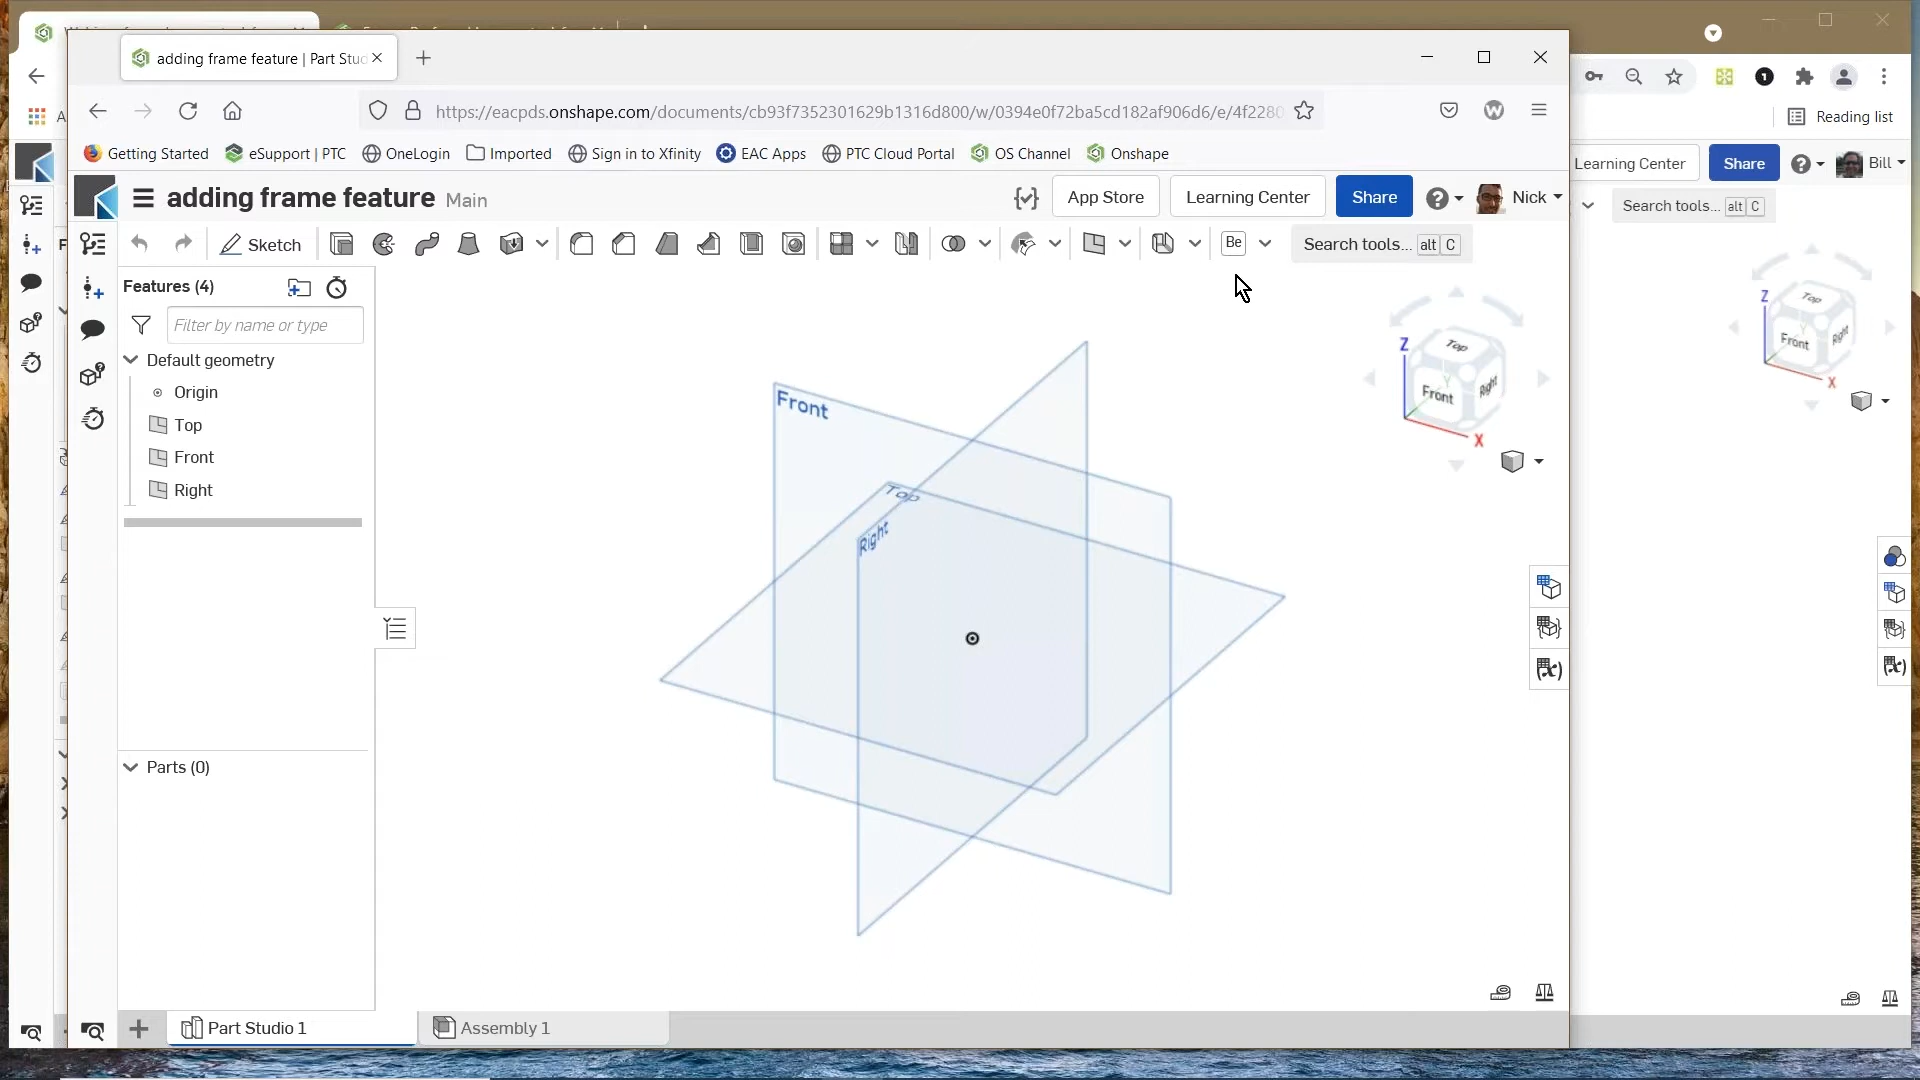 adding frame feature | Part Stu
https://eacpds.onshape.com/documents/cb93f7352301629b1316d800/w/0394e0f72ba5cd182af906d6/e/4f2280
Reading list
Getting Started eSupport | PTC OneLogin Imported Sign in to Xfinity EAC Apps PTC Cloud Portal OS Channel Onshape
Learning Center Share Bill
adding frame feature Main App Store Learning Center Share Nick
Search tools... alt C
Sketch Be Search tools... alt C
Features (4)
Filter by name or type
Default geometry
Origin
Top
Front
Right
Parts (0)
Front
Top
Right
Z
Top
Front
Right
X
Z
Top
Y
Front
Right
X
Part Studio 1 Assembly 1